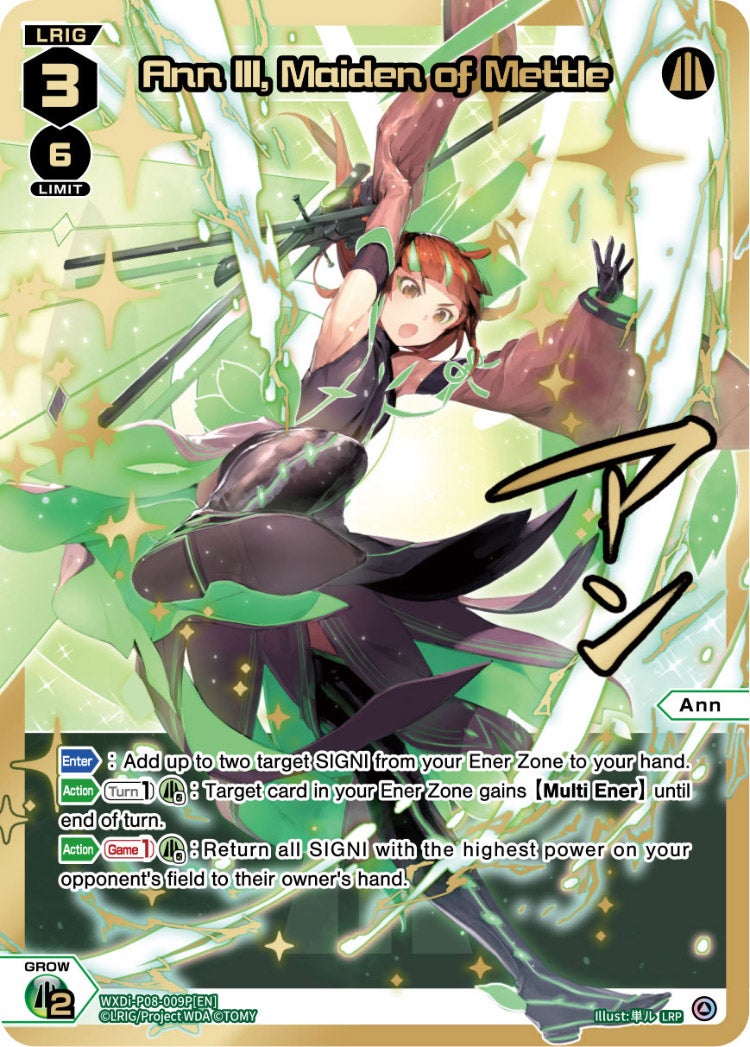 LRIG
3
6
LIMIT
Ann III, Maiden of Mettle
アン
Ann
Enter : Add up to two target SIGNI from your Ener Zone to your hand.
Action Turn 1 0 : Target card in your Ener Zone gains 【Multi Ener】 until
end of turn.
Action Game 1 0 : Return all SIGNI with the highest power on your
opponent's field to their owner's hand.
GROW
2
WXDi-P08-009P[EN]
©LRIG/Project WDA ©TOMY
Illust:単ル LRP